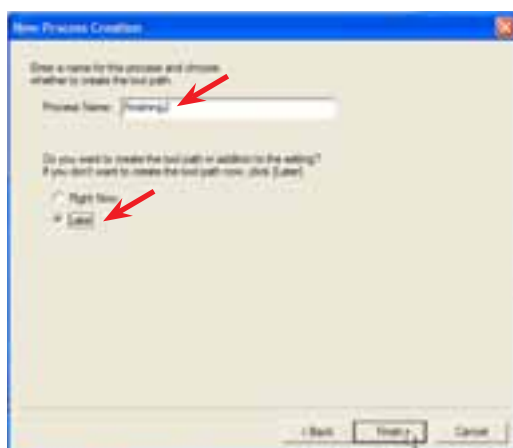 New Process Creation
Enter a name for this process and choose
whether to create the tool path.
Process Name:
Do you want to create the tool path in addition to the setting?
If you don't want to create the tool path now, click [Later].
Right Now
Later
< Back
Finish
Cancel